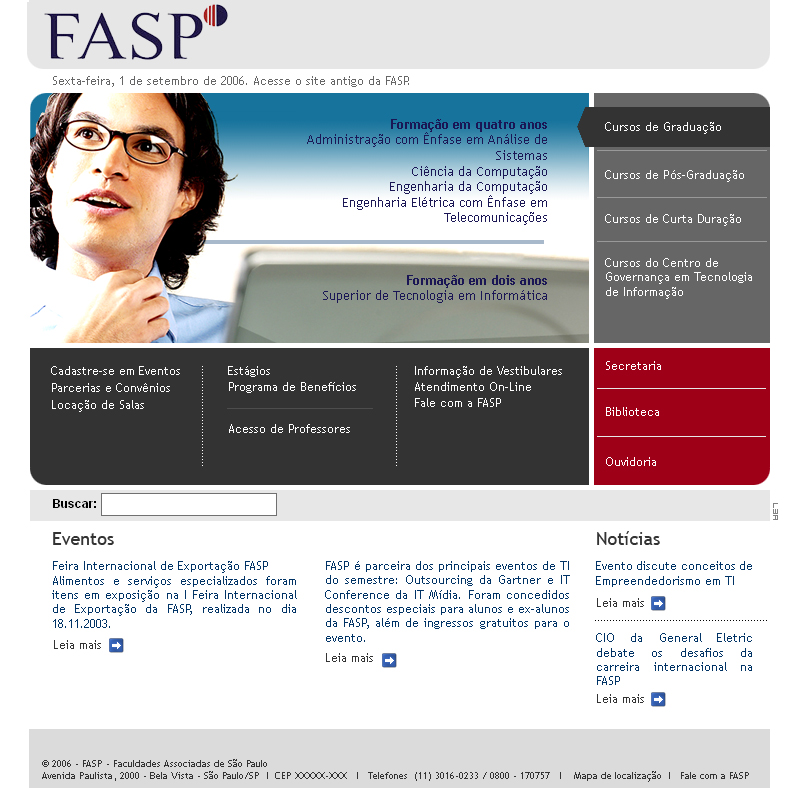 FASP
Sexta-feira, 1 de setembro de 2006. Acesse o site antigo da FASP.
Formação em quatro anos
Administração com Ênfase em Análise de
Sistemas
Ciência da Computação
Engenharia da Computação
Engenharia Elétrica com Ênfase em
Telecomunicações
Formação em dois anos
Superior de Tecnologia em Informática
Cursos de Graduação
Cursos de Pós-Graduação
Cursos de Curta Duração
Cursos do Centro de
Governança em Tecnologia
de Informação
Cadastre-se em Eventos
Parcerias e Convênios
Locação de Salas
Estágios
Programa de Benefícios
Acesso de Professores
Informação de Vestibulares
Atendimento On-Line
Fale com a FASP
Secretaria
Biblioteca
Ouvidoria
Buscar:
Eventos
Feira Internacional de Exportação FASP
Alimentos e serviços especializados foram
itens em exposição na I Feira Internacional
de Exportação da FASP, realizada no dia
18.11.2003.
Leia mais
FASP é parceira dos principais eventos de TI
do semestre: Outsourcing da Gartner e IT
Conference da IT Mídia. Foram concedidos
descontos especiais para alunos e ex-alunos
da FASP, além de ingressos gratuitos para o
evento.
Leia mais
Notícias
Evento discute conceitos de
Empreendedorismo em TI
Leia mais
CIO da General Eletric
debate os desafios da
carreira internacional na
FASP
Leia mais
© 2006 - FASP - Faculdades Associadas de São Paulo
Avenida Paulista, 2000 - Bela Vista - São Paulo/SP | CEP XXXXX-XXX | Telefones (11) 3016-0233 / 0800 - 170757 | Mapa de localização | Fale com a FASP